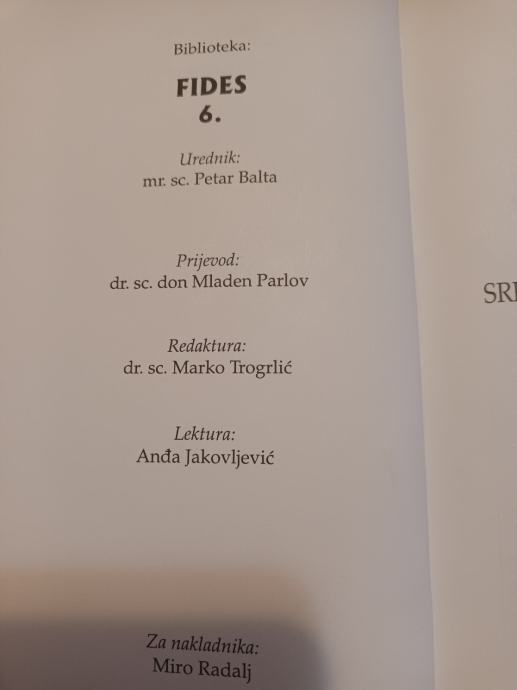 Biblioteka:
FIDES
6.
Urednik:
mr. sc. Petar Balta
Prijevod:
dr. sc. don Mladen Parlov
Redaktura:
dr. sc. Marko Trogrlić
Lektura:
Anđa Jakovljević
Za nakladnika:
Miro Radalj